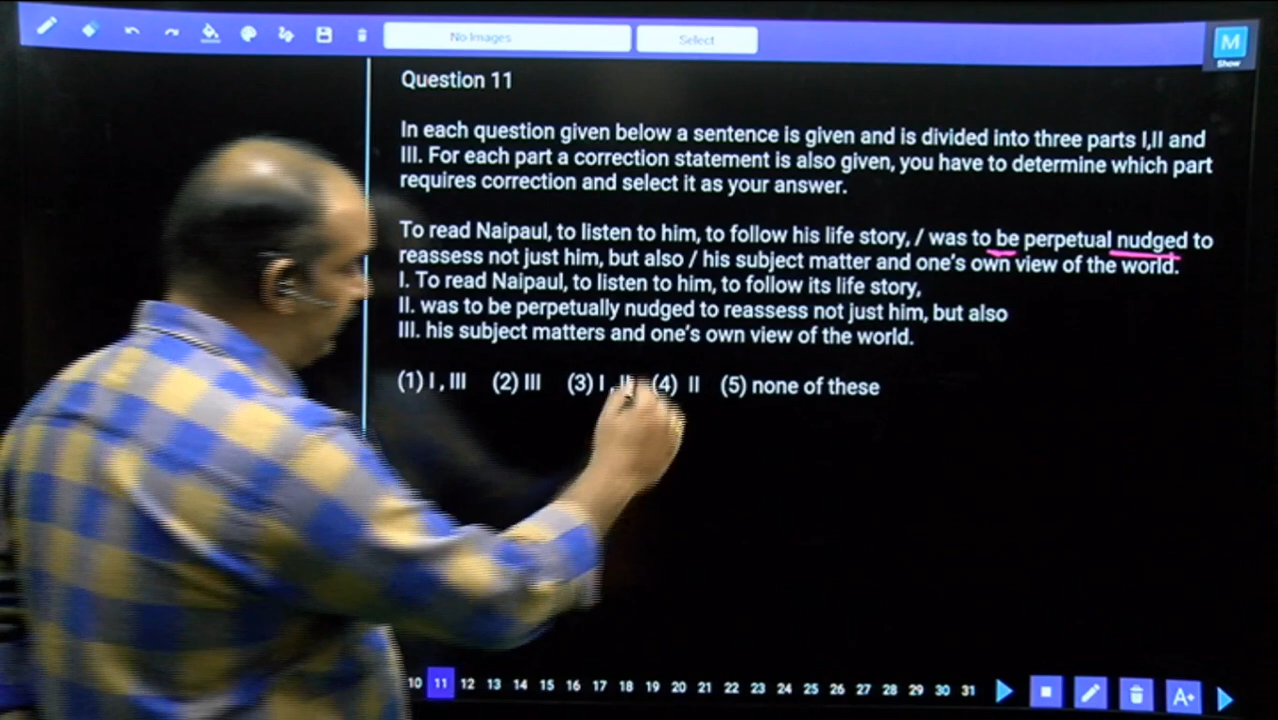 No Images
Select
M
Show
Question 11
In each question given below a sentence is given and is divided into three parts I,II and
III. For each part a correction statement is also given, you have to determine which part
requires correction and select it as your answer.
To read Naipaul, to listen to him, to follow his life story, / was to be perpetual nudged to
reassess not just him, but also / his subject matter and one's own view of the world.
I. To read Naipaul, to listen to him, to follow its life story,
II. was to be perpetually nudged to reassess not just him, but also
III. his subject matters and one's own view of the world.
(1) I , III (2) III (3) I , II (4) II (5) none of these
10 11 12 13 14 15 16 17 18 19 20 21 22 23 24 25 26 27 28 29 30 31
A+